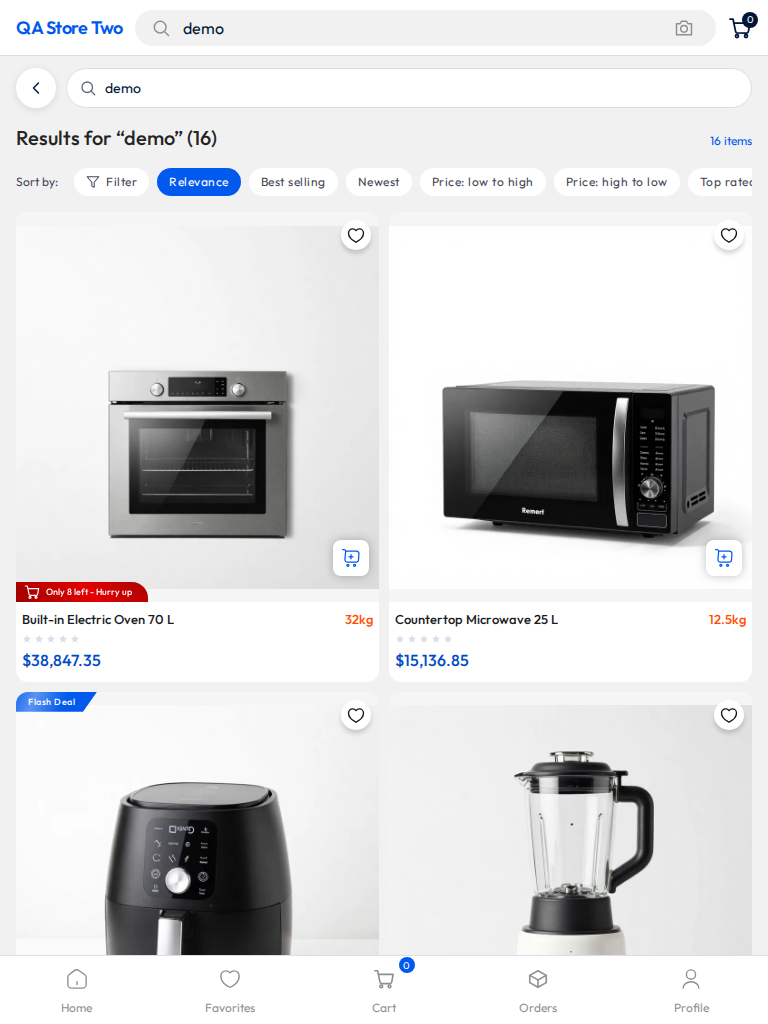 QA Store Two
demo
0
demo
Results for “demo” (16)
16 items
Sort by:
Filter
Relevance
Best selling
Newest
Price: low to high
Price: high to low
Top rated
Only 8 left - Hurry up
Built-in Electric Oven 70 L
32kg
$38,847.35
Remerl
Countertop Microwave 25 L
12.5kg
$15,136.85
Flash Deal
0
Home
Favorites
Cart
Orders
Profile